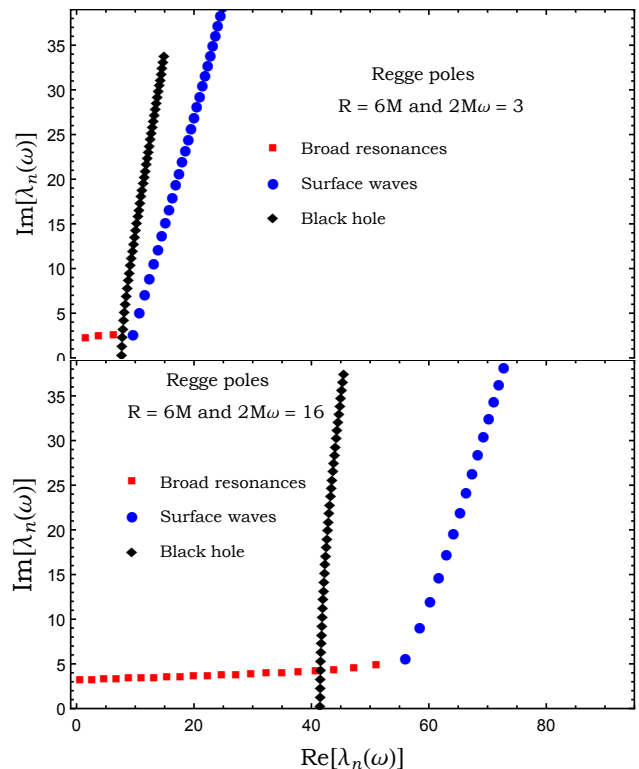 35
30
25
20
15
10
5
0
Im[λn(ω)]
Regge poles
R = 6M and 2Mω = 3
Broad resonances
Surface waves
Black hole
35
30
25
20
15
10
5
0
Im[λn(ω)]
Regge poles
R = 6M and 2Mω = 16
Broad resonances
Surface waves
Black hole
0 20 40 60 80
Re[λn(ω)]